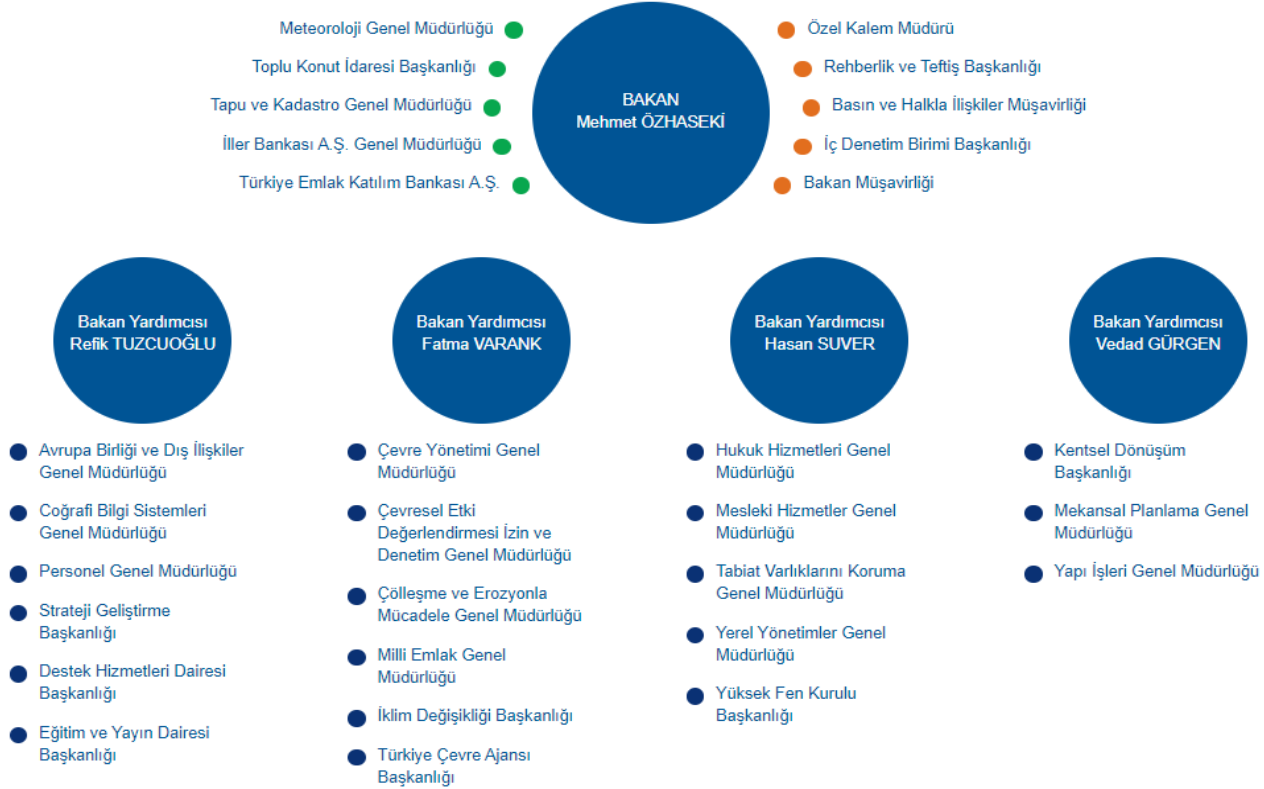 Meteoroloji Genel Müdürlüğü
Toplu Konut İdaresi Başkanlığı
Tapu ve Kadastro Genel Müdürlüğü
İller Bankası A.Ş. Genel Müdürlüğü
Türkiye Emlak Katılım Bankası A.Ş.
BAKAN
Mehmet ÖZHASEKİ
Özel Kalem Müdürü
Rehberlik ve Teftiş Başkanlığı
Basın ve Halkla İlişkiler Müşavirliği
İç Denetim Birimi Başkanlığı
Bakan Müşavirliği
Bakan Yardımcısı
Refik TUZCUOĞLU
Avrupa Birliği ve Dış İlişkiler
Genel Müdürlüğü
Coğrafi Bilgi Sistemleri
Genel Müdürlüğü
Personel Genel Müdürlüğü
Strateji Geliştirme
Başkanlığı
Destek Hizmetleri Dairesi
Başkanlığı
Eğitim ve Yayın Dairesi
Başkanlığı
Bakan Yardımcısı
Fatma VARANK
Çevre Yönetimi Genel
Müdürlüğü
Çevresel Etki
Değerlendirmesi İzin ve
Denetim Genel Müdürlüğü
Çölleşme ve Erozyonla
Mücadele Genel Müdürlüğü
Milli Emlak Genel
Müdürlüğü
İklim Değişikliği Başkanlığı
Türkiye Çevre Ajansı
Başkanlığı
Bakan Yardımcısı
Hasan SUVER
Hukuk Hizmetleri Genel
Müdürlüğü
Mesleki Hizmetler Genel
Müdürlüğü
Tabiat Varlıklarını Koruma
Genel Müdürlüğü
Yerel Yönetimler Genel
Müdürlüğü
Yüksek Fen Kurulu
Başkanlığı
Bakan Yardımcısı
Vedad GÜRGEN
Kentsel Dönüşüm
Başkanlığı
Mekansal Planlama Genel
Müdürlüğü
Yapı İşleri Genel Müdürlüğü